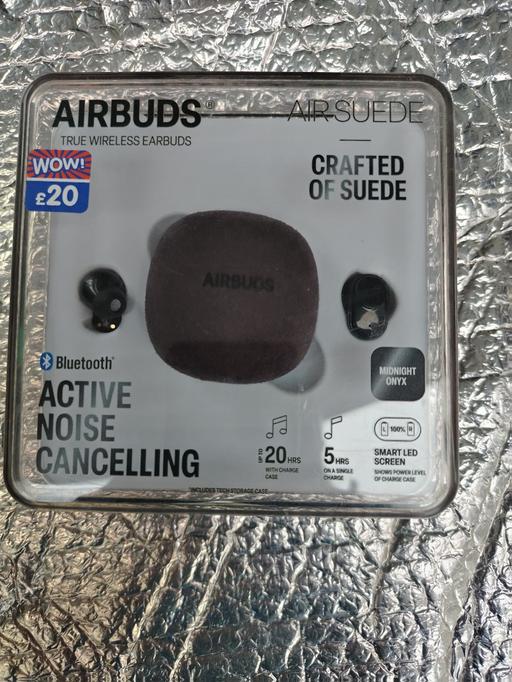 AIRBUDS®
AIR-SUEDE
TRUE WIRELESS EARBUDS
WOW!
£20
CRAFTED
OF SUEDE
AIRBUDS
Bluetooth®
MIDNIGHT
ONYX
ACTIVE
NOISE
CANCELLING
UP TO 20 HRS
WITH CHARGE
CASE
5 HRS
ON A SINGLE
CHARGE
L 100% R
SMART LED
SCREEN
SHOWS POWER LEVEL
OF CHARGE CASE
*INCLUDES TECH STORAGE CASE